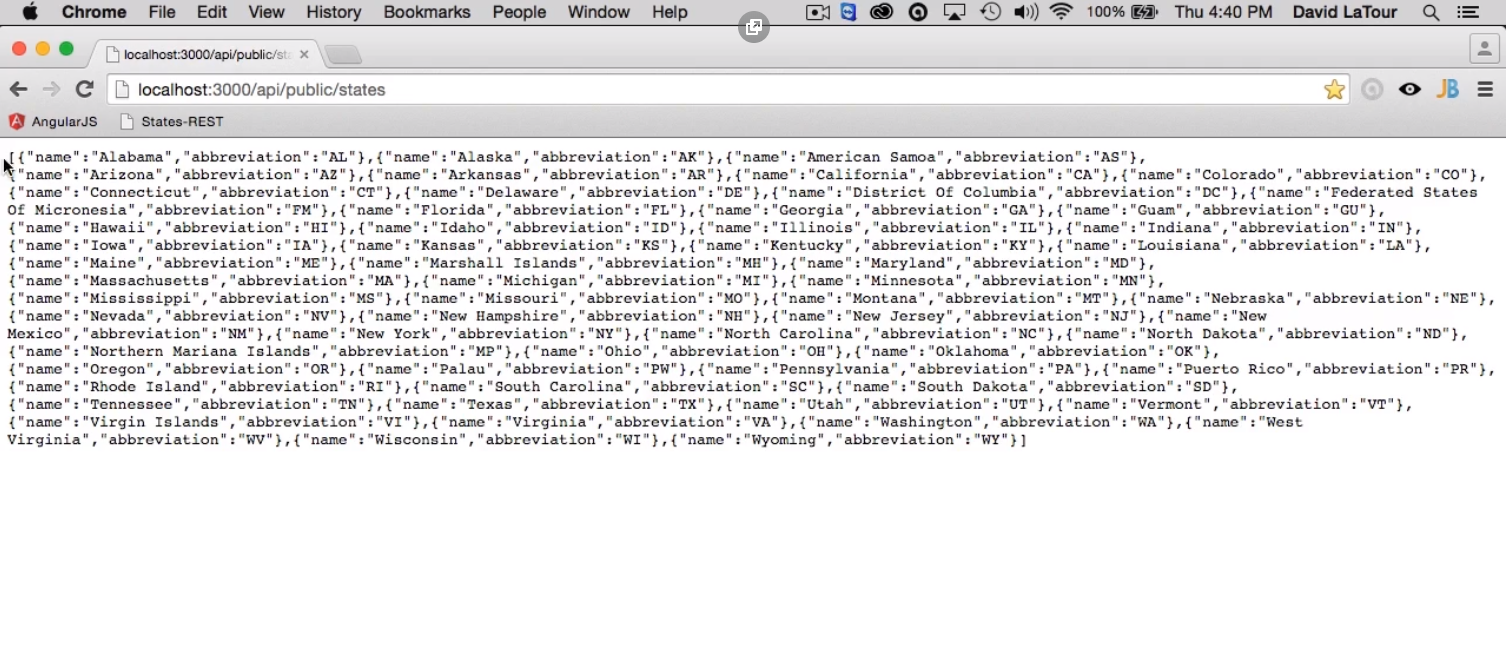 Chrome File Edit View History Bookmarks People Window Help 100% Thu 4:40 PM David LaTour
localhost:3000/api/public/sta
localhost:3000/api/public/states
AngularJS States-REST
[{"name":"Alabama","abbreviation":"AL"},{"name":"Alaska","abbreviation":"AK"},{"name":"American Samoa","abbreviation":"AS"},
{"name":"Arizona","abbreviation":"AZ"},{"name":"Arkansas","abbreviation":"AR"},{"name":"California","abbreviation":"CA"},{"name":"Colorado","abbreviation":"CO"},
{"name":"Connecticut","abbreviation":"CT"},{"name":"Delaware","abbreviation":"DE"},{"name":"District Of Columbia","abbreviation":"DC"},{"name":"Federated States
Of Micronesia","abbreviation":"FM"},{"name":"Florida","abbreviation":"FL"},{"name":"Georgia","abbreviation":"GA"},{"name":"Guam","abbreviation":"GU"},
{"name":"Hawaii","abbreviation":"HI"},{"name":"Idaho","abbreviation":"ID"},{"name":"Illinois","abbreviation":"IL"},{"name":"Indiana","abbreviation":"IN"},
{"name":"Iowa","abbreviation":"IA"},{"name":"Kansas","abbreviation":"KS"},{"name":"Kentucky","abbreviation":"KY"},{"name":"Louisiana","abbreviation":"LA"},
{"name":"Maine","abbreviation":"ME"},{"name":"Marshall Islands","abbreviation":"MH"},{"name":"Maryland","abbreviation":"MD"},
{"name":"Massachusetts","abbreviation":"MA"},{"name":"Michigan","abbreviation":"MI"},{"name":"Minnesota","abbreviation":"MN"},
{"name":"Mississippi","abbreviation":"MS"},{"name":"Missouri","abbreviation":"MO"},{"name":"Montana","abbreviation":"MT"},{"name":"Nebraska","abbreviation":"NE"},
{"name":"Nevada","abbreviation":"NV"},{"name":"New Hampshire","abbreviation":"NH"},{"name":"New Jersey","abbreviation":"NJ"},{"name":"New
Mexico","abbreviation":"NM"},{"name":"New York","abbreviation":"NY"},{"name":"North Carolina","abbreviation":"NC"},{"name":"North Dakota","abbreviation":"ND"},
{"name":"Northern Mariana Islands","abbreviation":"MP"},{"name":"Ohio","abbreviation":"OH"},{"name":"Oklahoma","abbreviation":"OK"},
{"name":"Oregon","abbreviation":"OR"},{"name":"Palau","abbreviation":"PW"},{"name":"Pennsylvania","abbreviation":"PA"},{"name":"Puerto Rico","abbreviation":"PR"},
{"name":"Rhode Island","abbreviation":"RI"},{"name":"South Carolina","abbreviation":"SC"},{"name":"South Dakota","abbreviation":"SD"},
{"name":"Tennessee","abbreviation":"TN"},{"name":"Texas","abbreviation":"TX"},{"name":"Utah","abbreviation":"UT"},{"name":"Vermont","abbreviation":"VT"},
{"name":"Virgin Islands","abbreviation":"VI"},{"name":"Virginia","abbreviation":"VA"},{"name":"Washington","abbreviation":"WA"},{"name":"West
Virginia","abbreviation":"WV"},{"name":"Wisconsin","abbreviation":"WI"},{"name":"Wyoming","abbreviation":"WY"}]